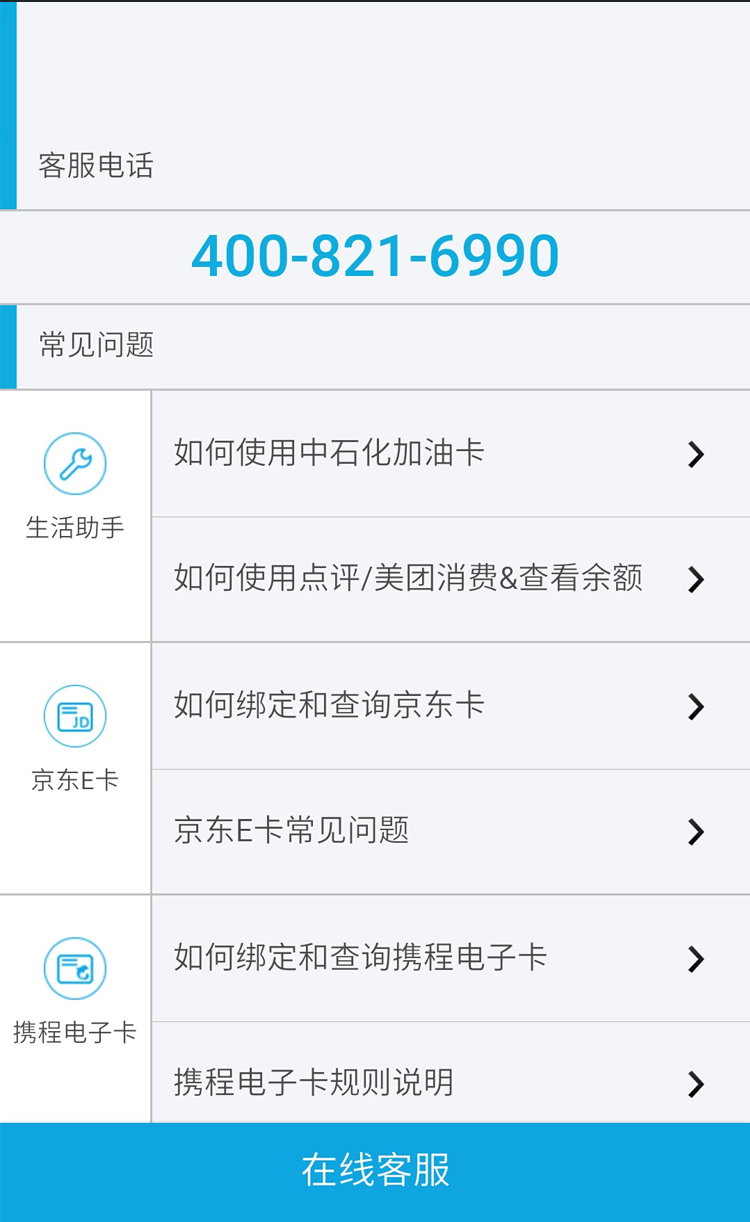 客服电话
400-821-6990
常见问题
生活助手
如何使用中石化加油卡
如何使用点评/美团消费&查看余额
JD
京东E卡
如何绑定和查询京东卡
京东E卡常见问题
携程电子卡
如何绑定和查询携程电子卡
携程电子卡规则说明
在线客服